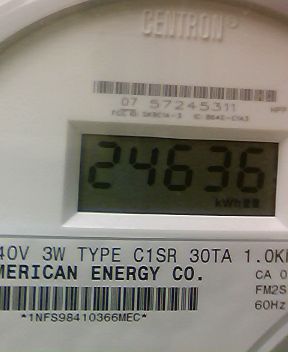 CENTRON
07 57245311
24636
kWh
40V 3W TYPE C1SR 30TA 1.0K
MERICAN ENERGY CO.
CA 0
FM2S
60Hz
*1NFS98410366MEC*